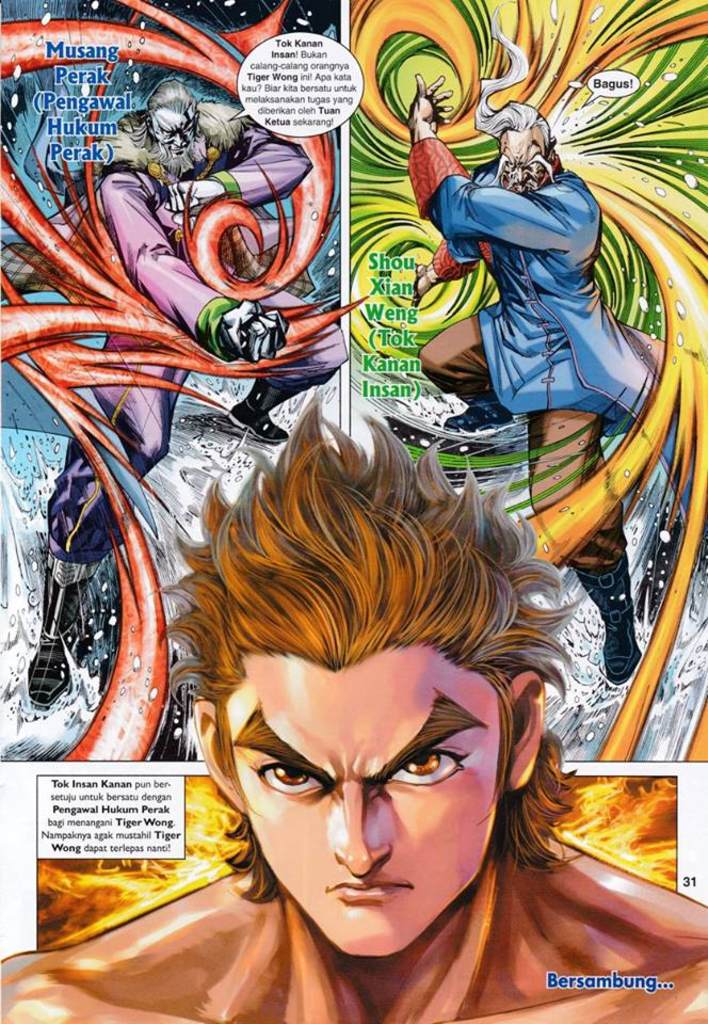 Musang
Perak
(Pengawal
Hukum
Perak)
Tok Kanan
Insan! Bukan
calang-calang orangnya
Tiger Wong ini! Apa kata
kau? Biar kita bersatu untuk
melaksanakan tugas yang
diberikan oleh Tuan
Ketua sekarang!
Bagus!
Shou
Xian
Weng
(Tok
Kanan
Insan)
Tok Insan Kanan pun ber-
setuju untuk bersatu dengan
Pengawal Hukum Perak
bagi menangani Tiger Wong.
Nampaknya agak mustahil Tiger
Wong dapat terlepas nanti!
31
Bersambung...